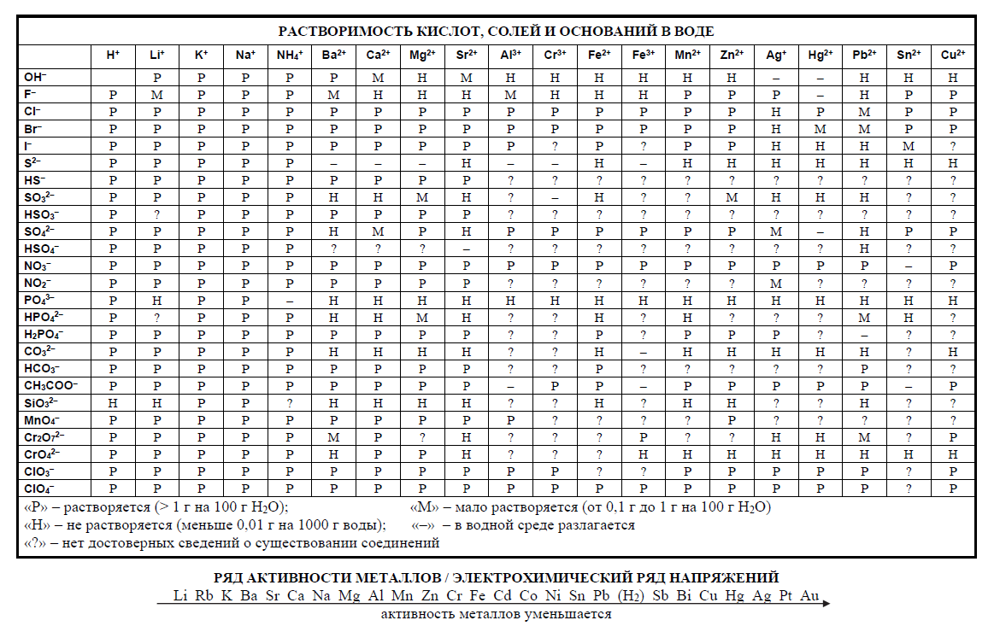 РАСТВОРИМОСТЬ КИСЛОТ, СОЛЕЙ И ОСНОВАНИЙ В ВОДЕ
H⁺ Li⁺ K⁺ Na⁺ NH₄⁺ Ba²⁺ Ca²⁺ Mg²⁺ Sr²⁺ Al³⁺ Cr³⁺ Fe²⁺ Fe³⁺ Mn²⁺ Zn²⁺ Ag⁺ Hg²⁺ Pb²⁺ Sn²⁺ Cu²⁺
OH⁻ Р Р Р Р Р М Н М Н Н Н Н Н Н – – Н Н Н
F⁻ Р М Р Р Р М Н Н Н М Н Н Н Р Р Р – Н Р Р
Cl⁻ Р Р Р Р Р Р Р Р Р Р Р Р Р Р Р Н Р М Р Р
Br⁻ Р Р Р Р Р Р Р Р Р Р Р Р Р Р Р Н М М Р Р
I⁻ Р Р Р Р Р Р Р Р Р Р ? Р ? Р Р Н Н Н М ?
S²⁻ Р Р Р Р Р – – – Н – – Н – Н Н Н Н Н Н Н
HS⁻ Р Р Р Р Р Р Р Р Р ? ? ? ? ? ? ? ? ? ? ?
SO₃²⁻ Р Р Р Р Р Н Н М Н ? – Н ? ? М Н Н Н ? ?
HSO₃⁻ Р ? Р Р Р Р Р Р Р ? ? ? ? ? ? ? ? ? ? ?
SO₄²⁻ Р Р Р Р Р Н М Р Н Р Р Р Р Р Р М – Н Р Р
HSO₄⁻ Р Р Р Р Р ? ? ? – ? ? ? ? ? ? ? ? Н ? ?
NO₃⁻ Р Р Р Р Р Р Р Р Р Р Р Р Р Р Р Р Р Р – Р
NO₂⁻ Р Р Р Р Р Р Р Р Р ? ? ? ? ? ? М ? ? ? ?
PO₄³⁻ Р Н Р Р – Н Н Н Н Н Н Н Н Н Н Н Н Н Н Н
HPO₄²⁻ Р ? Р Р Р Н Н М Н ? ? Н ? Н ? ? ? М Н ?
H₂PO₄⁻ Р Р Р Р Р Р Р Р Р ? ? Р ? Р Р Р ? – ? ?
CO₃²⁻ Р Р Р Р Р Н Н Н Н ? ? Н – Н Н Н Н Н ? Н
HCO₃⁻ Р Р Р Р Р Р Р Р Р ? ? Р ? ? ? ? ? Р ? ?
CH₃COO⁻ Р Р Р Р Р Р Р Р Р – Р Р – Р Р Р Р Р – Р
SiO₃²⁻ Н Н Р Р ? Н Н Н Н ? ? Н ? Н Н ? ? Н ? ?
MnO₄⁻ Р Р Р Р Р Р Р Р Р Р ? ? ? ? Р ? ? ? ? ?
Cr₂O₇²⁻ Р Р Р Р Р М Р ? Н ? ? ? Р ? ? Н Н М ? Р
CrO₄²⁻ Р Р Р Р Р Н Р Р Н ? ? ? Н Н Н Н Н Н Н Н
ClO₃⁻ Р Р Р Р Р Р Р Р Р Р Р ? ? Р Р Р Р Р ? Р
ClO₄⁻ Р Р Р Р Р Р Р Р Р Р Р Р Р Р Р Р Р Р ? Р
«Р» – растворяется (> 1 г на 100 г H₂O); «М» – мало растворяется (от 0,1 г до 1 г на 100 г H₂O)
«Н» – не растворяется (меньше 0,01 г на 1000 г воды); «–» – в водной среде разлагается
«?» – нет достоверных сведений о существовании соединений
РЯД АКТИВНОСТИ МЕТАЛЛОВ / ЭЛЕКТРОХИМИЧЕСКИЙ РЯД НАПРЯЖЕНИЙ
Li Rb K Ba Sr Ca Na Mg Al Mn Zn Cr Fe Cd Co Ni Sn Pb (H₂) Sb Bi Cu Hg Ag Pt Au
активность металлов уменьшается